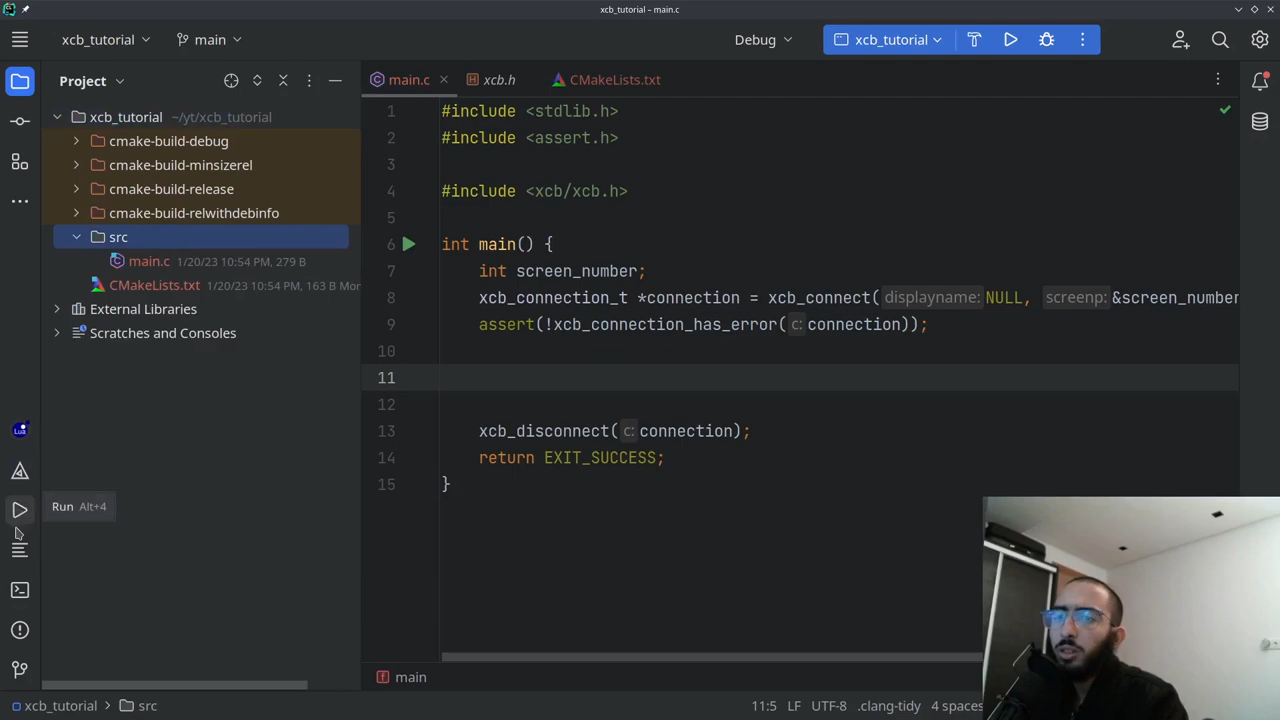 xcb_tutorial – main.c
xcb_tutorial
main
Debug
xcb_tutorial
Project
main.c
xcb.h
CMakeLists.txt
xcb_tutorial ~/yt/xcb_tutorial
cmake-build-debug
cmake-build-minsizerel
cmake-build-release
cmake-build-relwithdebinfo
src
main.c 1/20/23 10:54 PM, 279 B
CMakeLists.txt 1/20/23 10:54 PM, 163 B Mor
External Libraries
Scratches and Consoles
Lua
Run Alt+4
1 #include <stdlib.h>
2 #include <assert.h>
3
4 #include <xcb/xcb.h>
5
6 int main() {
7 int screen_number;
8 xcb_connection_t *connection = xcb_connect( displayname: NULL, screenp: &screen_number
9 assert(!xcb_connection_has_error( c: connection));
10
11
12
13 xcb_disconnect( c: connection);
14 return EXIT_SUCCESS;
15 }
f main
xcb_tutorial > src
11:5 LF UTF-8 .clang-tidy 4 spaces